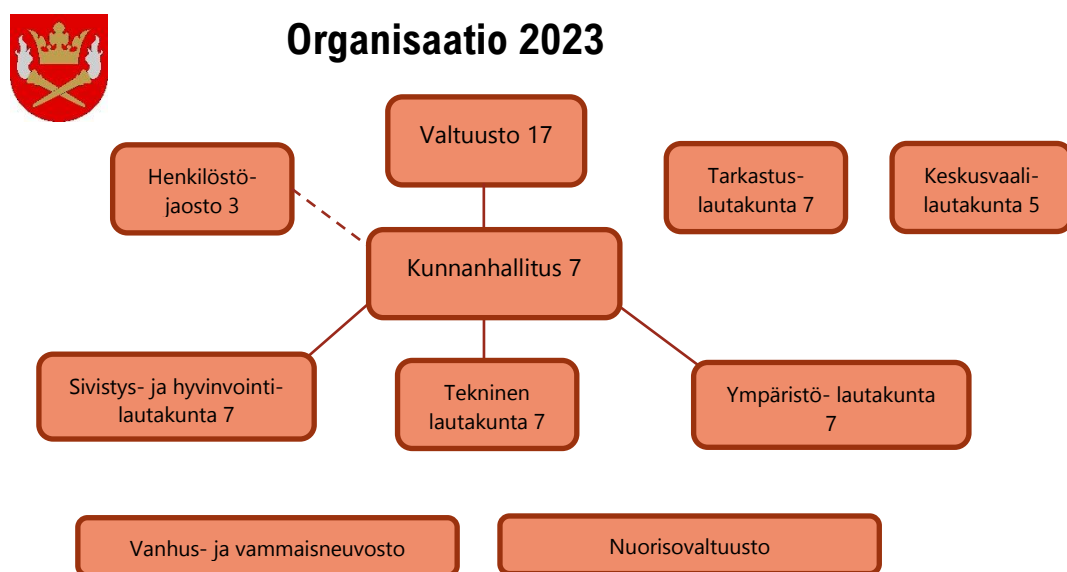 Organisaatio 2023
Valtuusto 17
Henkilöstö-
jaosto 3
Tarkastus-
lautakunta 7
Keskusvaali-
lautakunta 5
Kunnanhallitus 7
Sivistys- ja hyvinvointi-
lautakunta 7
Tekninen
lautakunta 7
Ympäristö- lautakunta
7
Vanhus- ja vammaisneuvosto
Nuorisovaltuusto